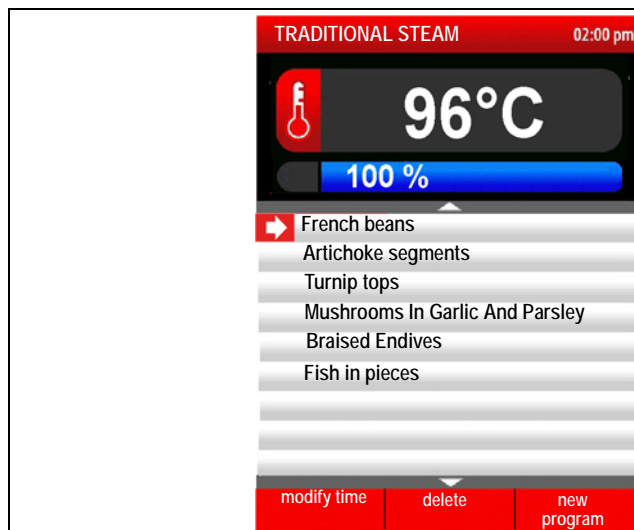 TRADITIONAL STEAM 02:00 pm
96°C
100 %
French beans
Artichoke segments
Turnip tops
Mushrooms In Garlic And Parsley
Braised Endives
Fish in pieces
modify time delete new
program